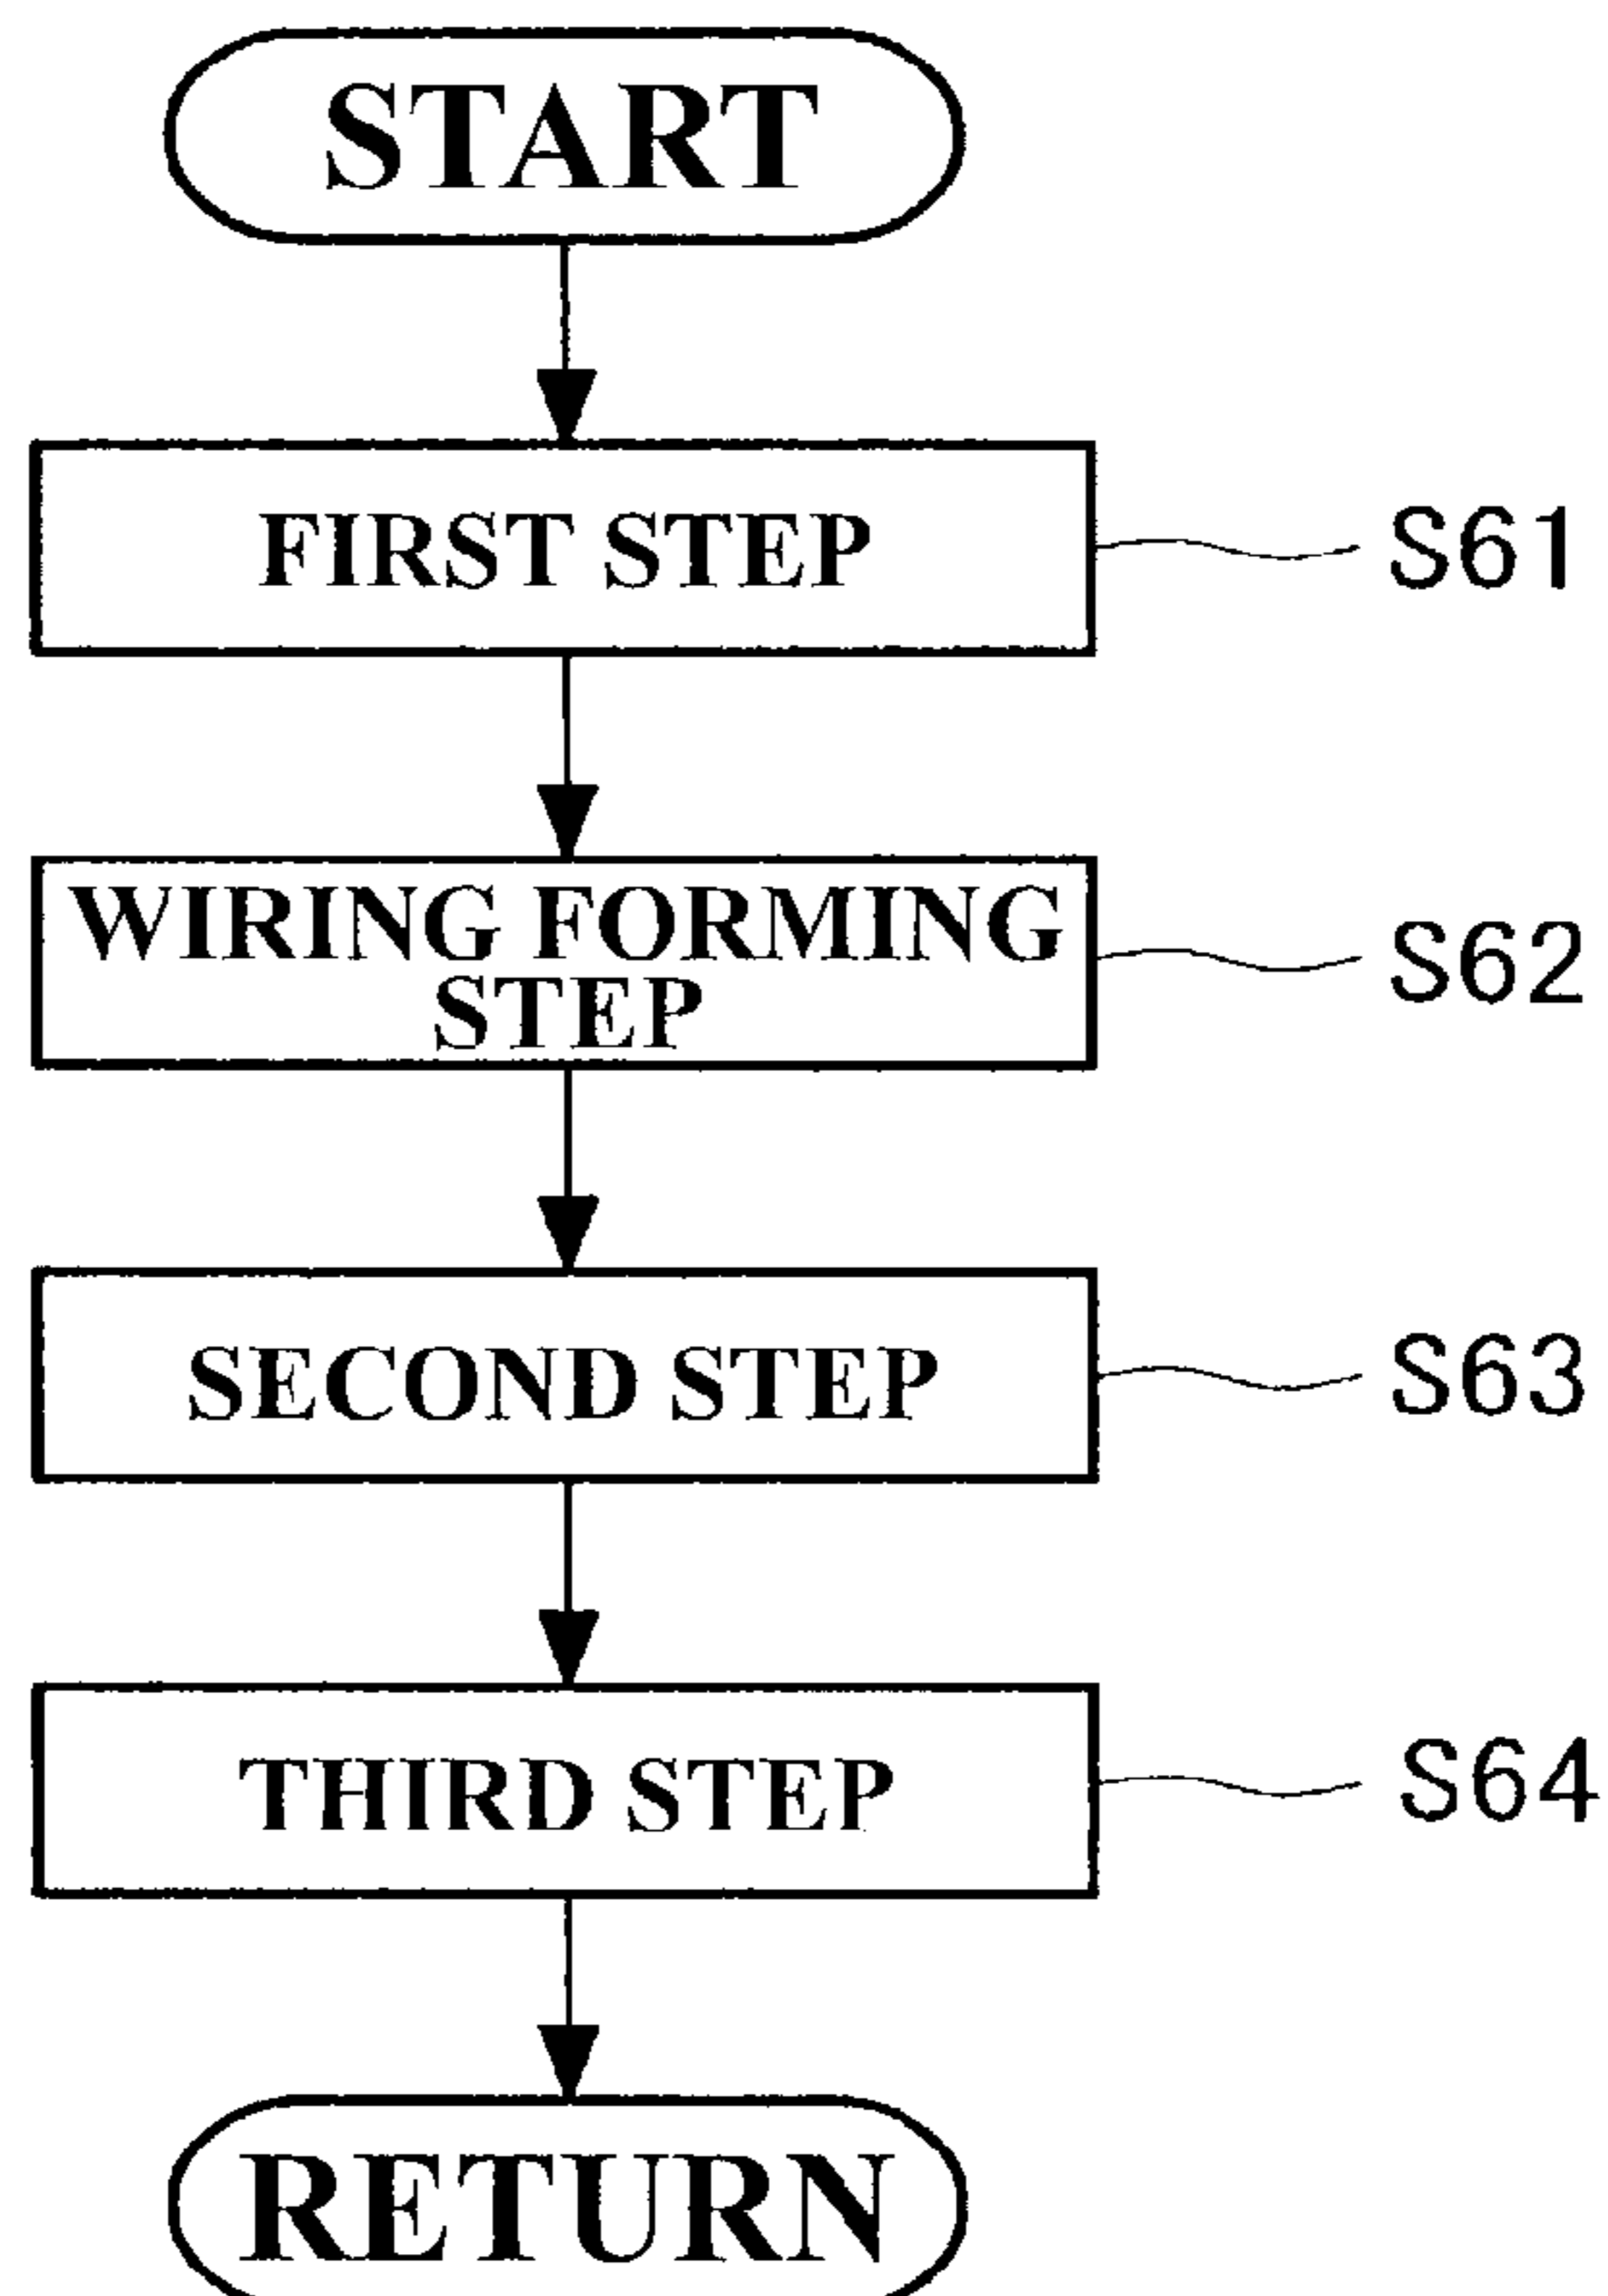 START
FIRST STEP
S61
WIRING FORMING
STEP
S62
SECOND STEP
S63
THIRD STEP
S64
RETURN